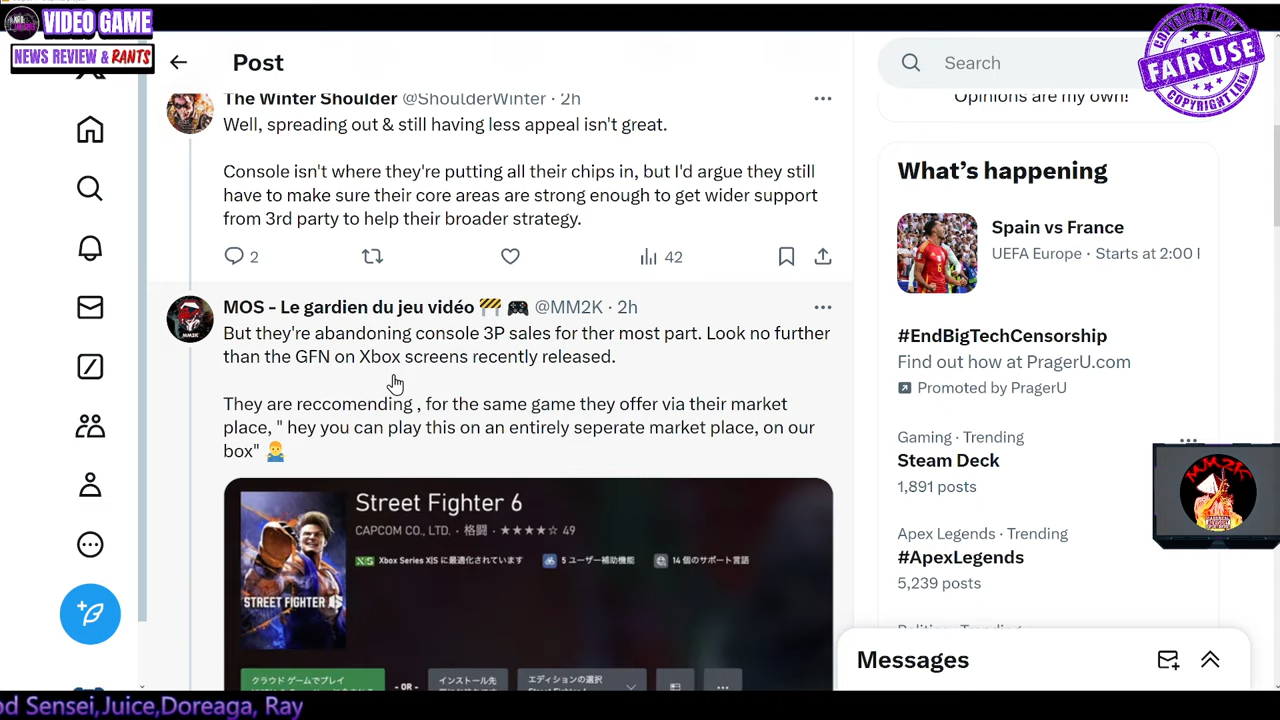 VIDEO GAME
NEWS REVIEW & RANTS
Post
Search
COPYRIGHT LAW
FAIR USE
COPYRIGHT LAW
The Winter Shoulder @ShoulderWinter · 2h
Well, spreading out & still having less appeal isn't great.
Console isn't where they're putting all their chips in, but I'd argue they still
have to make sure their core areas are strong enough to get wider support
from 3rd party to help their broader strategy.
2
42
MOS - Le gardien du jeu vidéo 🚧 🎮 @MM2K · 2h
But they're abandoning console 3P sales for ther most part. Look no further
than the GFN on Xbox screens recently released.
They are reccomending , for the same game they offer via their market
place, " hey you can play this on an entirely seperate market place, on our
box" 🤷‍♂️
Street Fighter 6
CAPCOM CO., LTD. · 格闘 · ★★★★☆ 49
X|S Xbox Series X|S に最適化されています
5 ユーザー補助機能
14 個のサポート言語
STREET FIGHTER 6
クラウド ゲームでプレイ
- OR -
インストール先
エディションの選択
Opinions are my own!
What's happening
Spain vs France
UEFA Europe · Starts at 2:00 
#EndBigTechCensorship
Find out how at PragerU.com
Promoted by PragerU
Gaming · Trending
Steam Deck
1,891 posts
Apex Legends · Trending
#ApexLegends
5,239 posts
Messages
MM2K
od Sensei,Juice,Doreaga, Ray